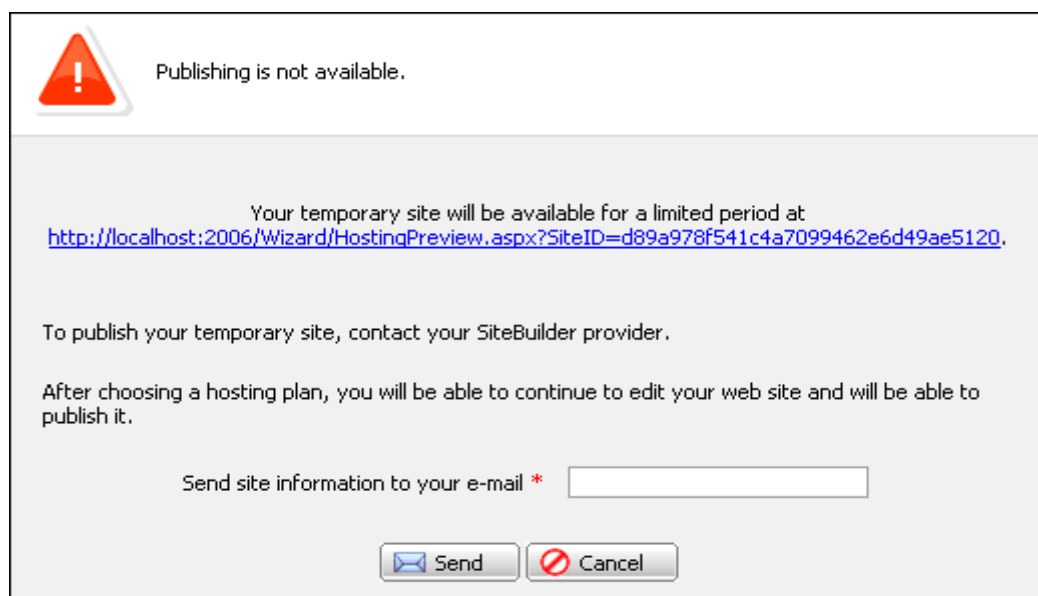 Publishing is not available.
Your temporary site will be available for a limited period at
http://localhost:2006/Wizard/HostingPreview.aspx?SiteID=d89a978f541c4a7099462e6d49ae5120.
To publish your temporary site, contact your SiteBuilder provider.
After choosing a hosting plan, you will be able to continue to edit your web site and will be able to
publish it.
Send site information to your e-mail *
Send Cancel